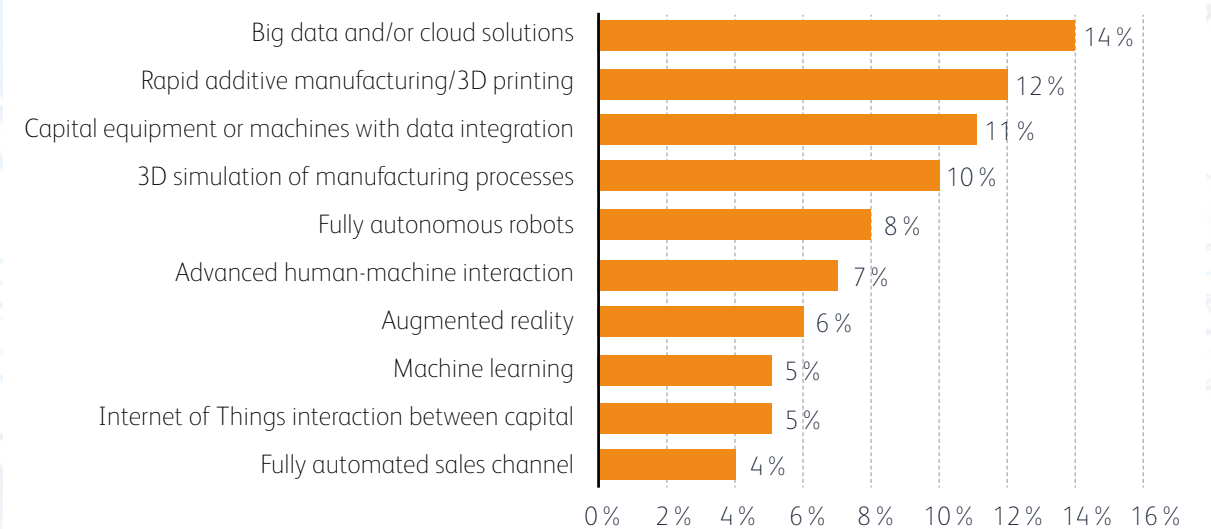 Big data and/or cloud solutions 14 %
Rapid additive manufacturing/3D printing 12 %
Capital equipment or machines with data integration 11 %
3D simulation of manufacturing processes 10 %
Fully autonomous robots 8 %
Advanced human-machine interaction 7 %
Augmented reality 6 %
Machine learning 5 %
Internet of Things interaction between capital 5 %
Fully automated sales channel 4 %
0 % 2 % 4 % 6 % 8 % 10 % 12 % 14 % 16 %